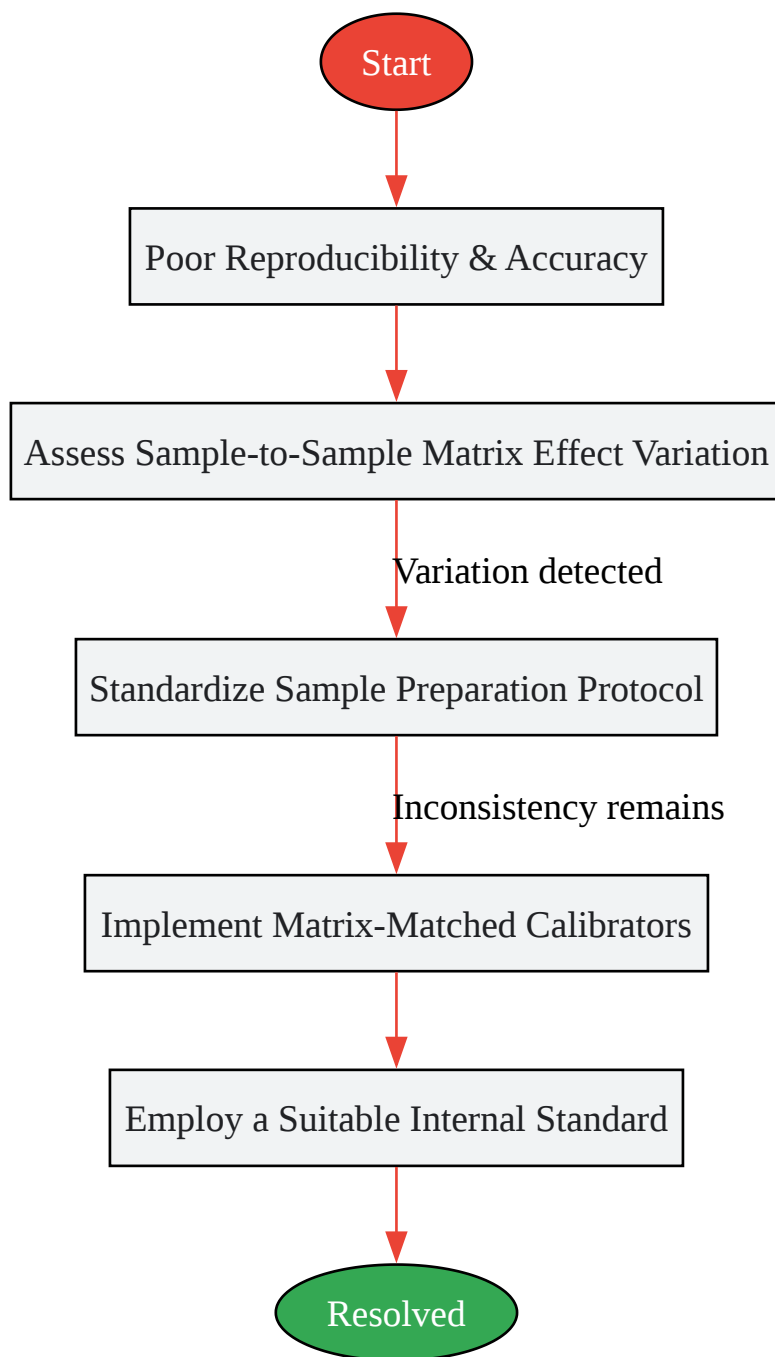 Start
Poor Reproducibility & Accuracy
Assess Sample-to-Sample Matrix Effect Variation
Variation detected
Standardize Sample Preparation Protocol
Inconsistency remains
Implement Matrix-Matched Calibrators
Employ a Suitable Internal Standard
Resolved